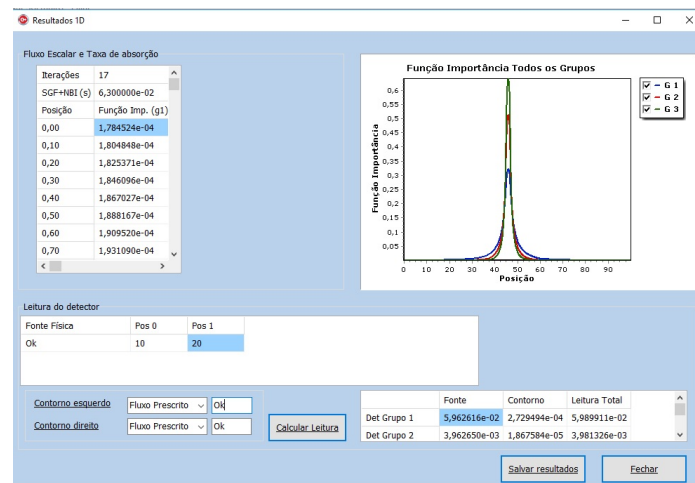 Resultados 1D
Fluxo Escalar e Taxa de absorção
Iterações 17
SGF+NBI (s) 6,300000e-02
Posição Função Imp. (g1)
0,00 1,784524e-04
0,10 1,804848e-04
0,20 1,825371e-04
0,30 1,846096e-04
0,40 1,867027e-04
0,50 1,888167e-04
0,60 1,909520e-04
0,70 1,931090e-04
Função Importância Todos os Grupos
G 1
G 2
G 3
Função Importância
0,6
0,5
0,4
0,35
0,3
0,2
0,15
0,1
0,05
0 10 20 30 40 50 60 70 80 90
Posição
Leitura do detector
Fonte Física Pos 0 Pos 1
Ok 10 20
Contorno esquerdo Fluxo Prescrito Ok
Contorno direito Fluxo Prescrito Ok
Calcular Leitura
Fonte Contorno Leitura Total
Det Grupo 1 5,962616e-02 2,729494e-04 5,989911e-02
Det Grupo 2 3,962650e-03 1,867584e-05 3,981326e-03
Salvar resultados Fechar